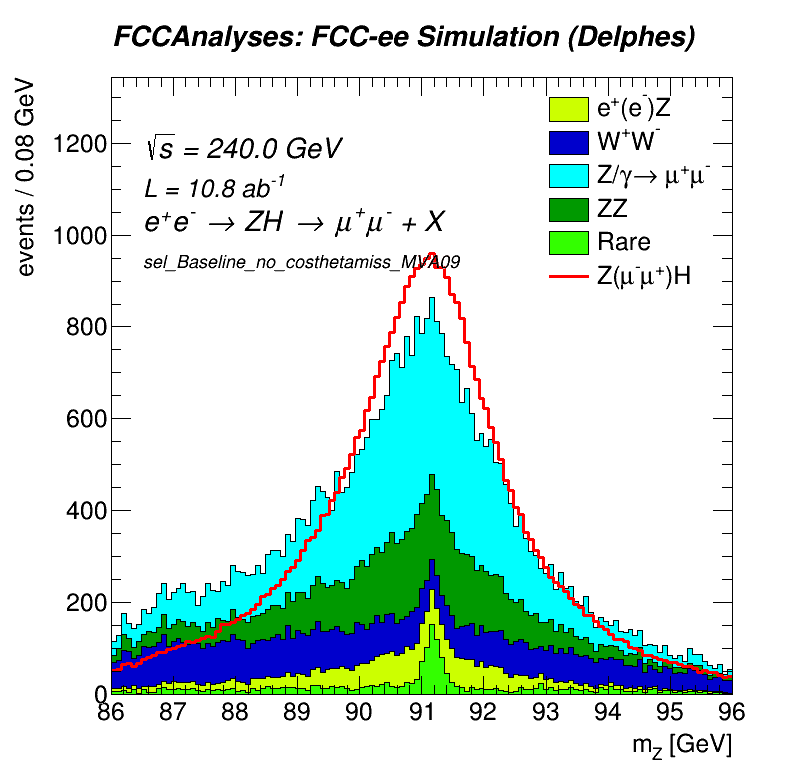 FCCAnalyses: FCC-ee Simulation (Delphes)
events / 0.08 GeV
√s = 240.0 GeV
L = 10.8 ab⁻¹
e⁺e⁻ → ZH → μ⁺μ⁻ + X
sel_Baseline_no_costhetamiss_MVA09
e⁺(e⁻)Z
W⁺W⁻
Z/γ→ μ⁺μ⁻
ZZ
Rare
Z(μ⁻μ⁺)H
1200
1000
800
600
400
200
0
86 87 88 89 90 91 92 93 94 95 96
m_Z [GeV]